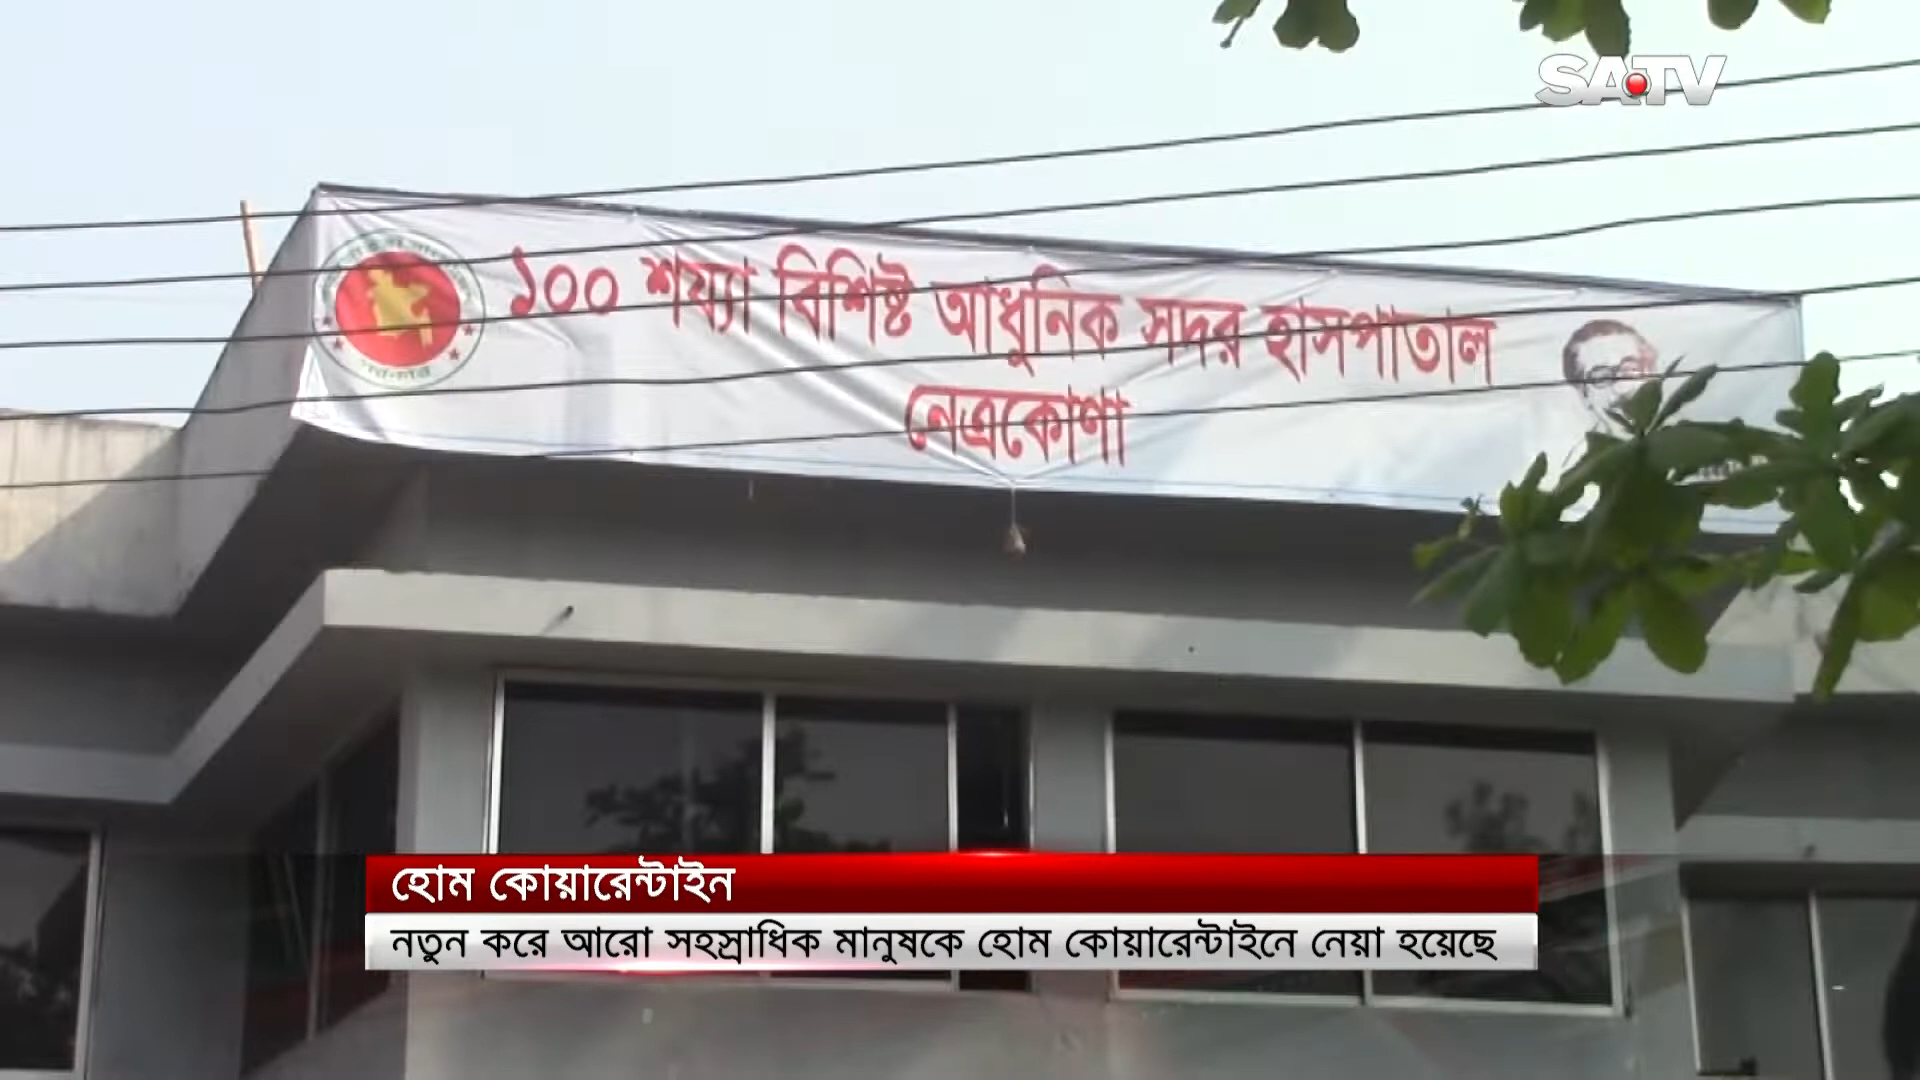 SATV
১০০ শয্যা বিশিষ্ট আধুনিক সদর হাসপাতাল
নেত্রকোণা
হোম কোয়ারেন্টাইন
নতুন করে আরো সহস্রাধিক মানুষকে হোম কোয়ারেন্টাইনে নেয়া হয়েছে